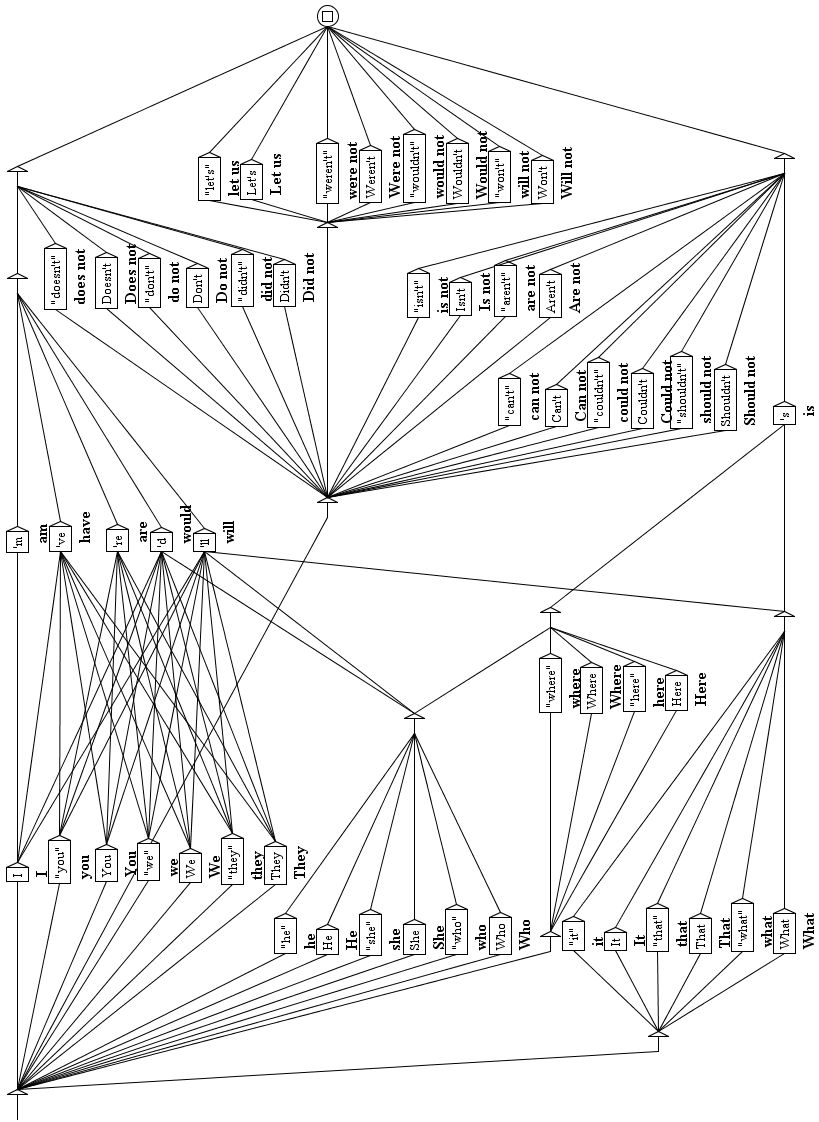 "let's"
let us
Let's
Let us
"weren't"
were not
Weren't
Were not
"wouldn't"
would not
Wouldn't
Would not
"won't"
will not
Won't
Will not
"doesn't"
does not
Doesn't
Does not
"don't"
do not
Don't
Do not
"didn't"
did not
Didn't
Did not
"isn't"
is not
Isn't
Is not
"aren't"
are not
Aren't
Are not
"can't"
can not
Can't
Can not
"couldn't"
could not
Couldn't
Could not
"shouldn't"
should not
Shouldn't
Should not
's
is
'm
am
've
have
're
are
'd
would
'll
will
"where"
where
Where
Where
"here"
here
Here
Here
I
I
"you"
you
You
You
"we"
we
We
We
"they"
they
They
They
"he"
he
He
He
"she"
she
She
She
"who"
who
Who
Who
"it"
it
It
It
"that"
that
That
That
"what"
what
What
What